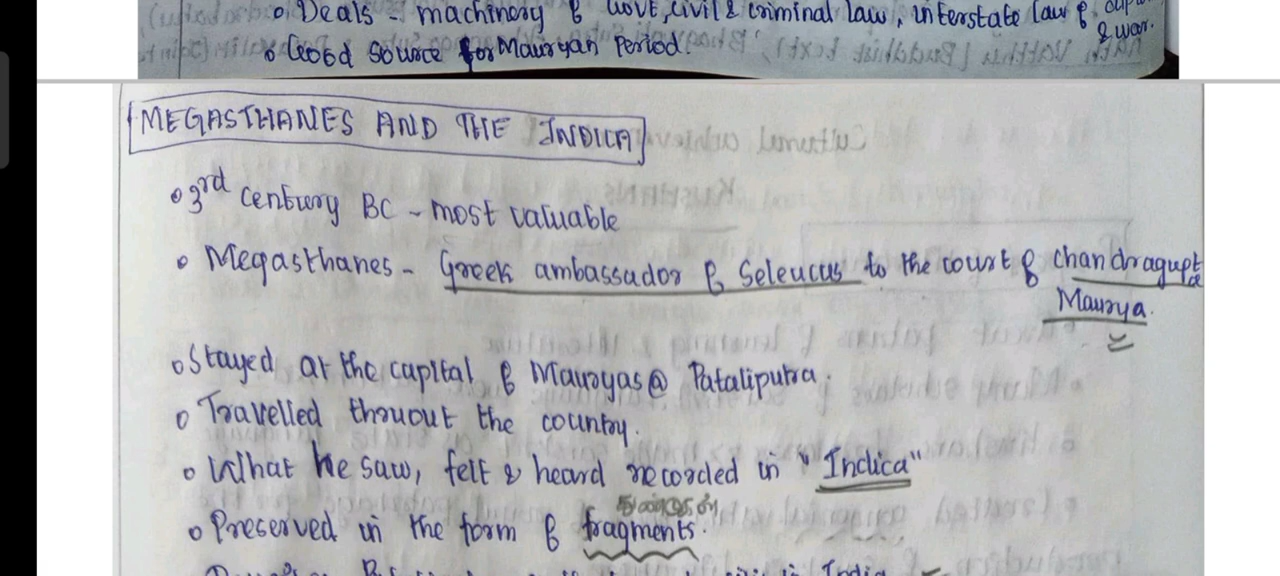 o Deals - machinery of Govt, civil & criminal law, interstate law &
& war.
o Good source for Mauryan Period.
MEGASTHANES AND THE INDICA
o 3rd century BC - most valuable
o Megasthanes - Greek ambassador of Seleucus to the court of chandragupta
Maurya.
o Stayed at the capital of Mauryas @ Pataliputra.
o Travelled thruout the country.
o What he saw, felt & heard recorded in "Indica"
o Preserved in the form of fragments.
India